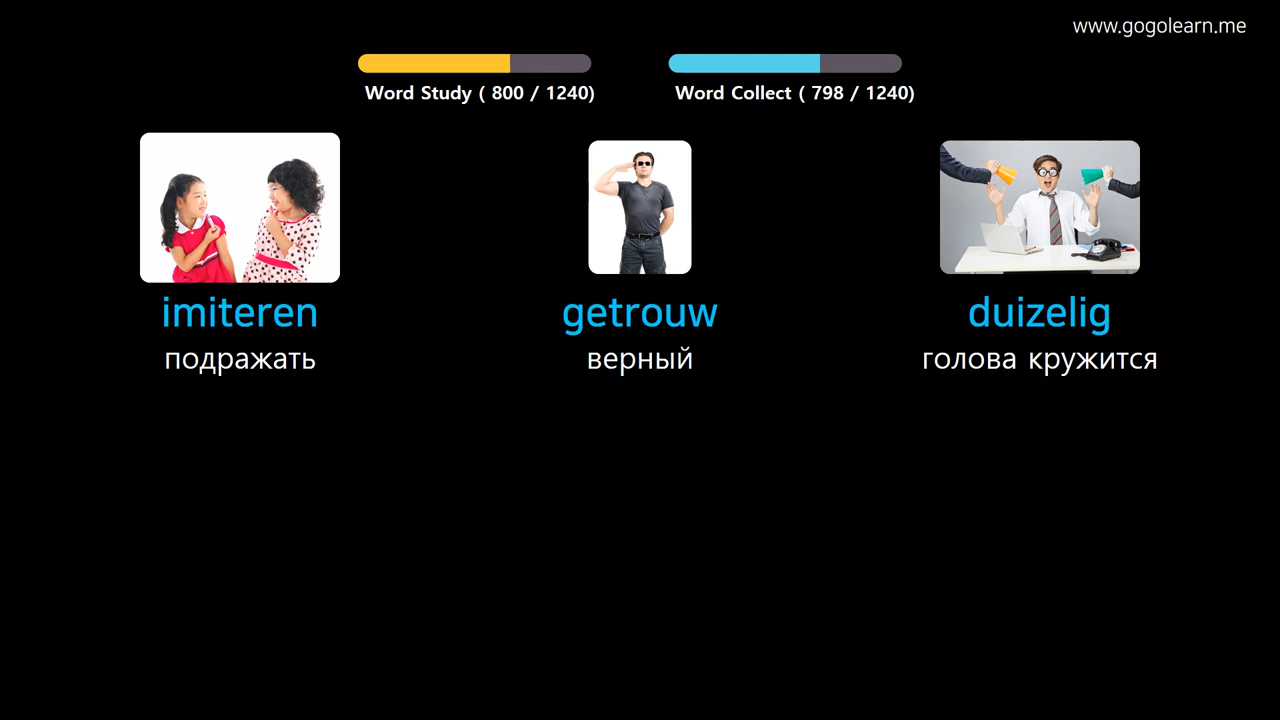 www.gogolearn.me
Word Study ( 800 / 1240)
Word Collect ( 798 / 1240)
imiteren
getrouw
duizelig
подражать
верный
голова кружится